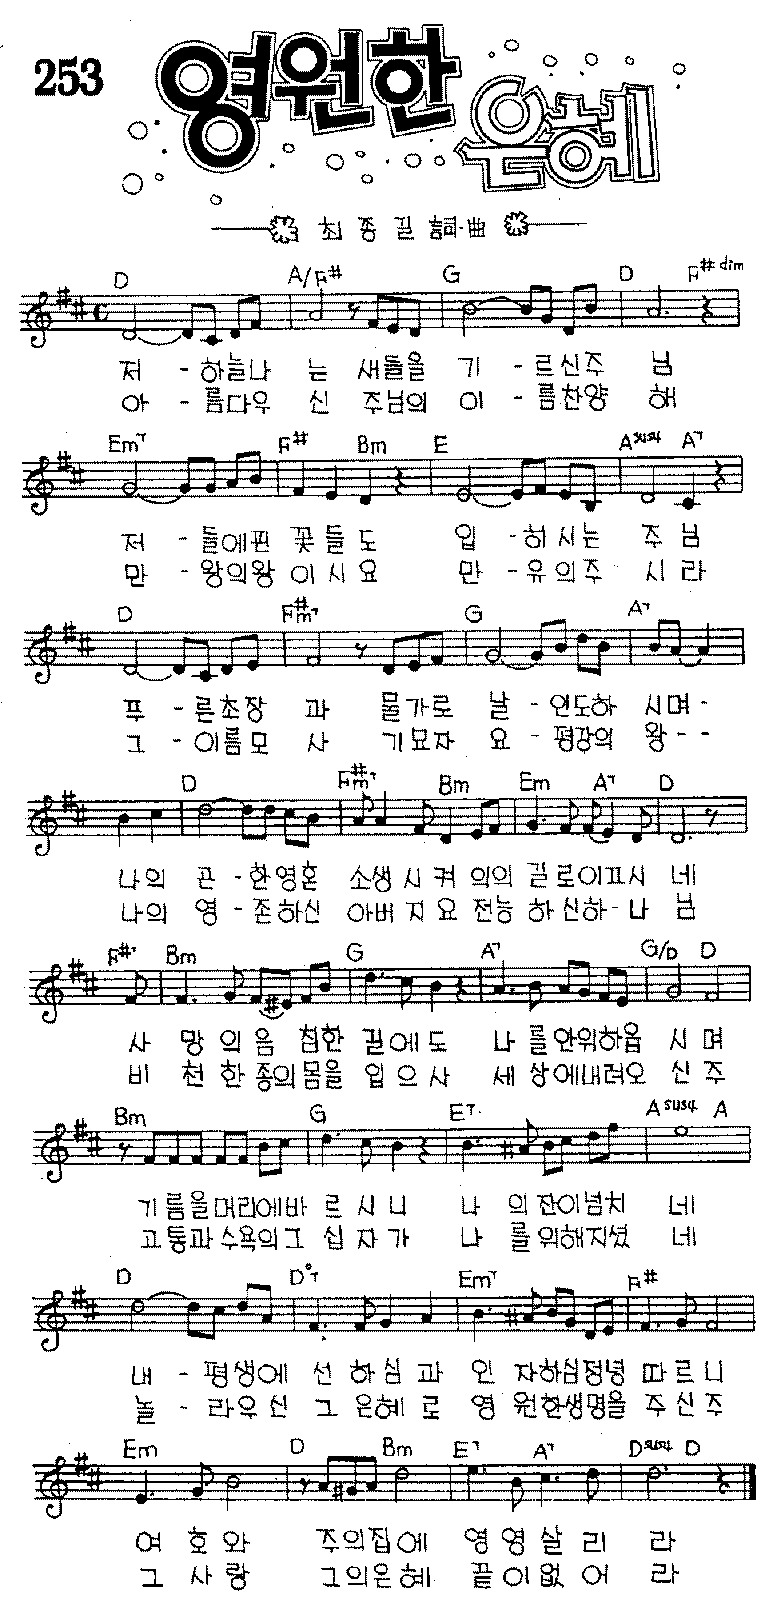 253
영원한
은혜
최종길 詞·曲
D A/F# G D F#dim
저 - 하늘나 는 새들을 기 - 르신주 님
아 - 름다우 신 주님의 이 - 름찬양 해
Em7 F# Bm E Asus4 A7
저 - 들에핀 꽃들도 입 - 히시는 주님
만 - 왕의왕 이시요 만 - 유의주 시라
D F#m7 G A7
푸 - 른초장 과 물가로 날 - 인도하 시며 -
그 - 이름모 사 기묘자 요 - 평강의 왕 - -
D F#m7 Bm Em A7 D
나의 곤 - 한영혼 소생시켜 의의 길로이끄시 네
나의 영 - 존하신 아버지요 전능하신하 - 나 님
F#7 Bm G A7 G/D D
사 망의음 침한 길에도 나를안위하옵 시며
비 천한종의몸을 입으사 세상에내려오 신주
Bm G E7 Asus4 A
기름을머리에바 르시니 나 의잔이넘치 네
고통과수욕의그 십자가 나 를위해지셨 네
D D°7 Em7 F#
내 - 평생에 선하심과 인 자하심정녕 따르니
놀 - 라우신 그은혜로 영 원한생명을 주신주
Em D Bm E7 A7 Dsus4 D
여호와 주의집에 영영살리 라
그사랑 그의은혜 끝이없어 라